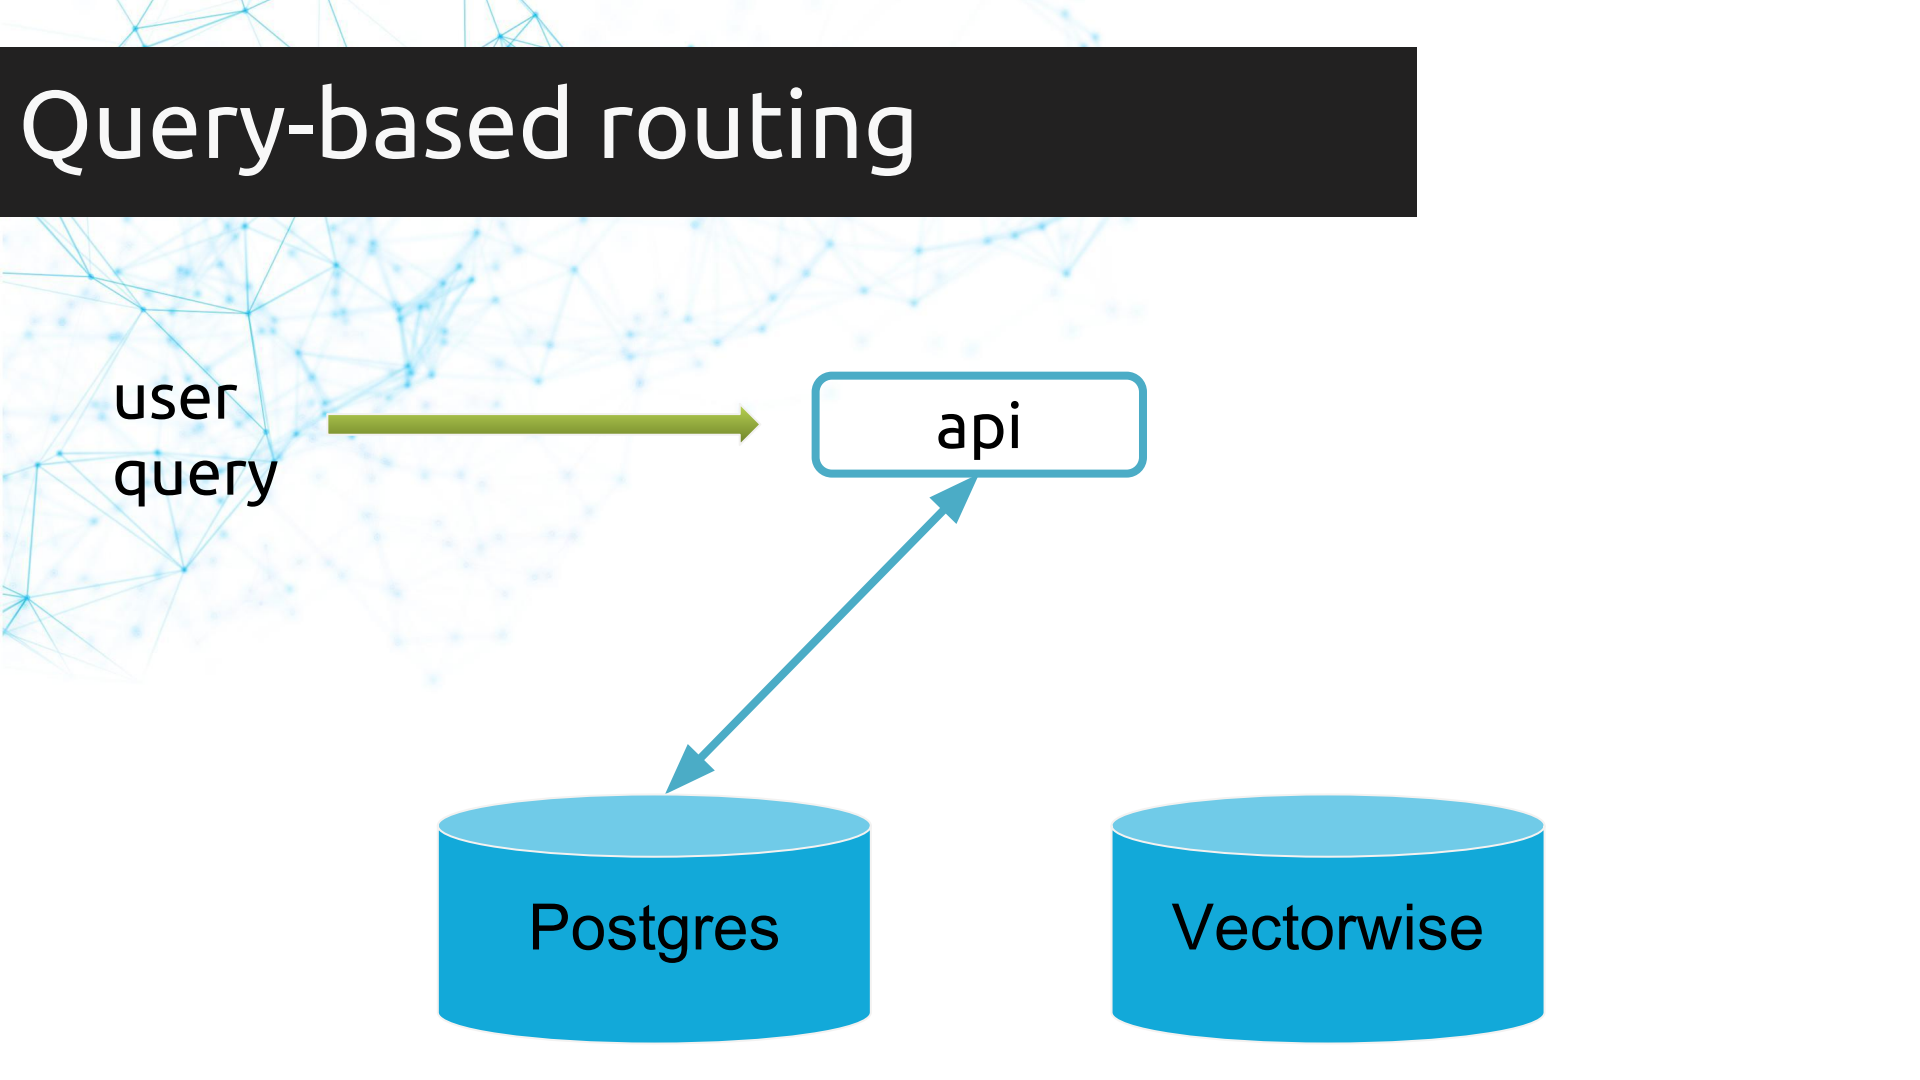 Query-based routing
user
query
api
Postgres
Vectorwise